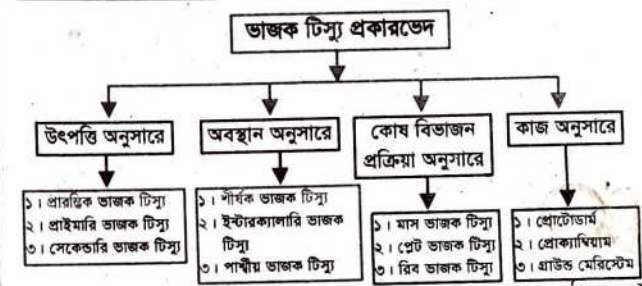 ভাজক টিস্যু প্রকারভেদ
উৎপত্তি অনুসারে
অবস্থান অনুসারে
কোষ বিভাজন
প্রক্রিয়া অনুসারে
কাজ অনুসারে
১। প্রারম্ভিক ভাজক টিস্যু
২। প্রাইমারি ভাজক টিস্যু
৩। সেকেন্ডারি ভাজক টিস্যু
১। শীর্ষক ভাজক টিস্যু
২। ইন্টারক্যালারি ভাজক
টিস্যু
৩। পার্শ্বীয় ভাজক টিস্যু
১। মাস ভাজক টিস্যু
২। প্লেট ভাজক টিস্যু
৩। রিব ভাজক টিস্যু
১। প্রোটোডার্ম
২। প্রোক্যাম্বিয়াম
৩। গ্রাউন্ড মেরিস্টেম